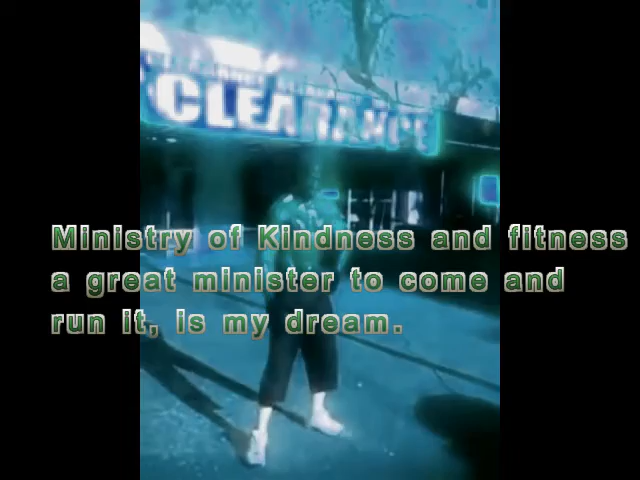 CLEARANCE
Ministry of Kindness and fitness
a great minister to come and
run it, is my dream.